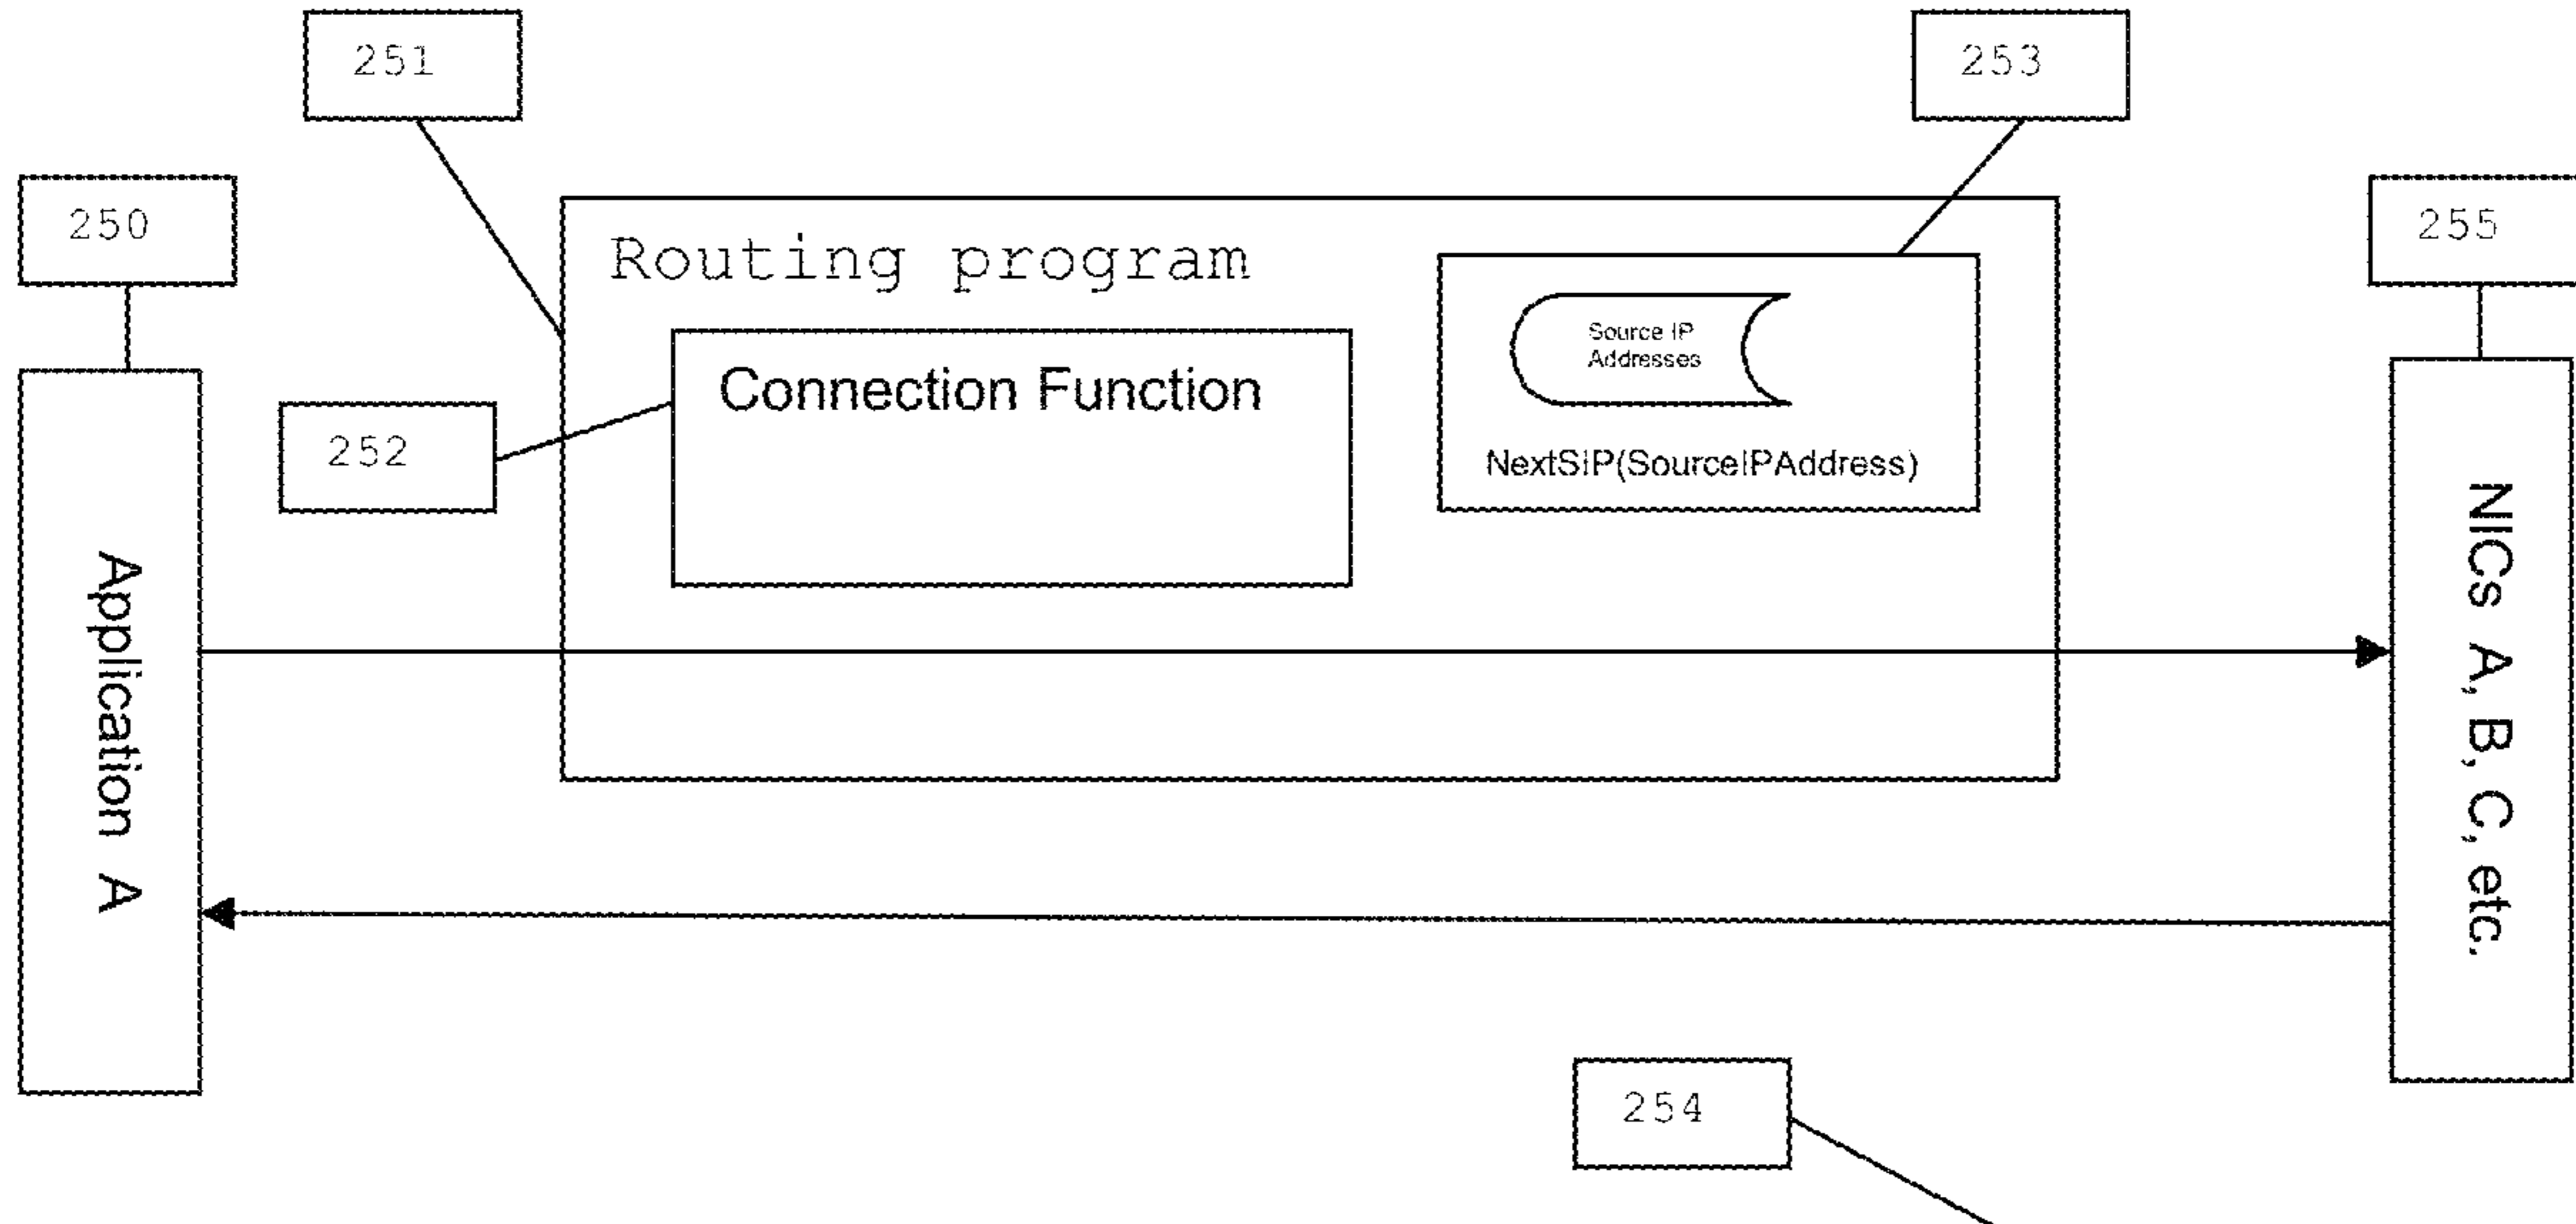 251
253
250
255
Routing program
Source IP
Addresses
Connection Function
252
NextSIP(SourceIPAddress)
Application A
NICs A, B, C, etc.
254